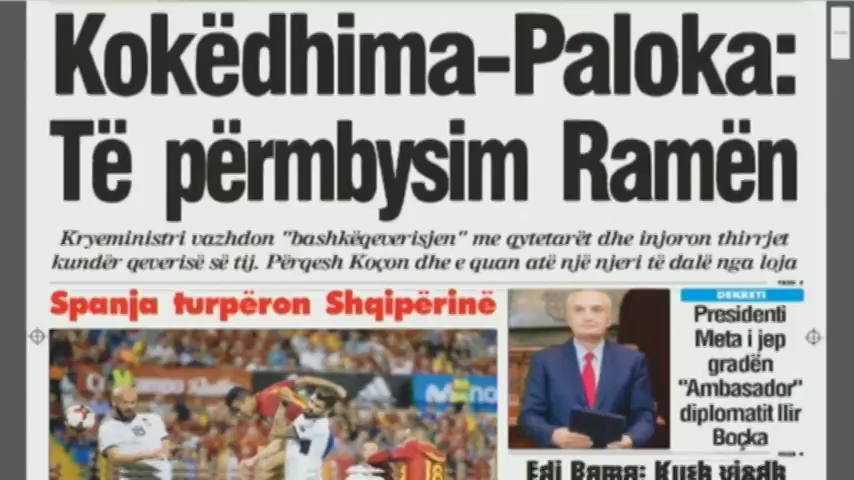 Kokëdhima-Paloka:
Të përmbysim Ramën
Kryeministri vazhdon "bashkëqeverisjen" me qytetarët dhe injoron thirrjet
kundër qeverisë së tij. Përqesh Koçon dhe e quan atë një njeri të dalë nga loja
Spanja turpëron Shqipërinë
DEKRETI
Presidenti
Meta i jep
gradën
"Ambasador"
diplomatit Ilir
Boçka
18
Edi Rama: Kush